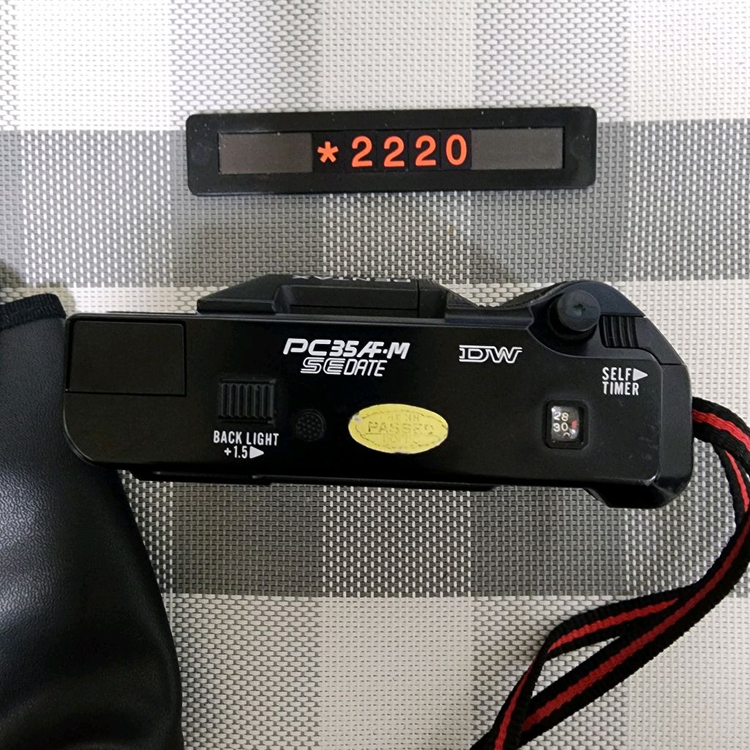 *2220
PC35AF-M
SE DATE
DW
SELF▶
TIMER
BACK LIGHT
+1.5▶
PASSED
28
30